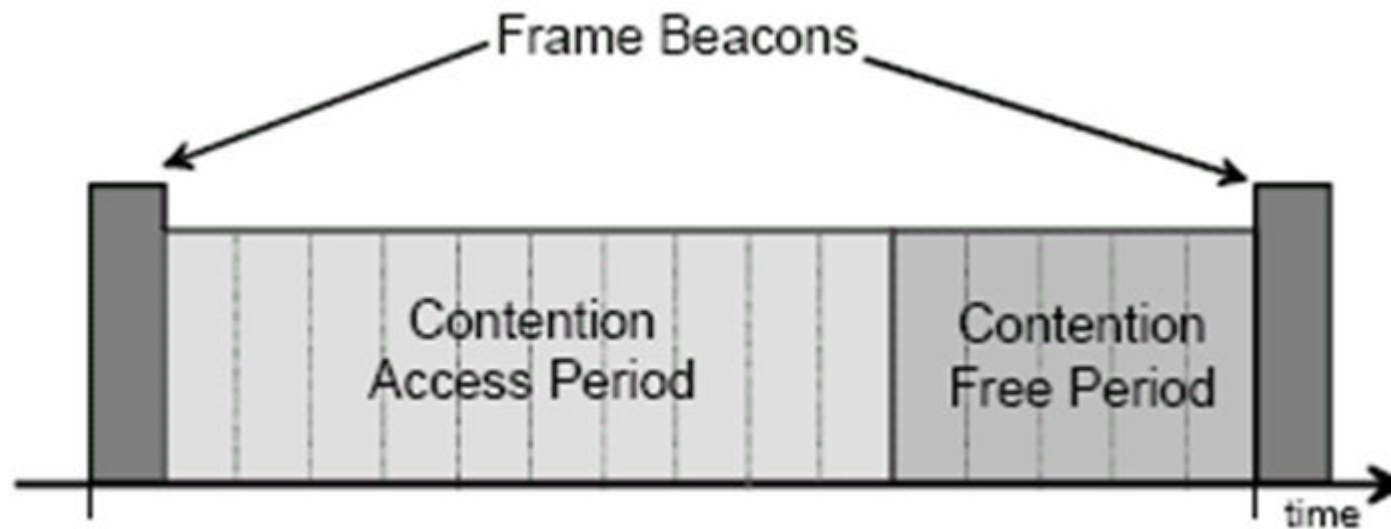 Frame Beacons
Contention
Access Period
Contention
Free Period
time